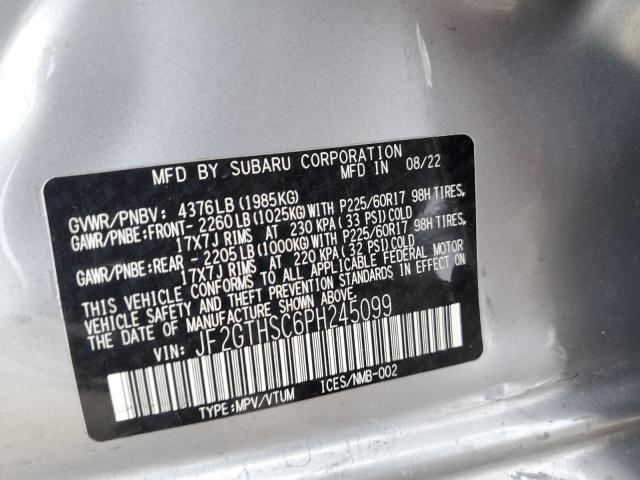 MFD BY SUBARU CORPORATION
MFD IN 08/22
GVWR/PNBV: 4376LB(1985KG)
GAWR/PNBE:FRONT- 2260LB(1025KG)WITH P225/60R17 98H TIRES,
17X7J RIMS AT 230 KPA(33 PSI)COLD
GAWR/PNBE:REAR - 2205LB(1000KG)WITH P225/60R17 98H TIRES,
17X7J RIMS AT 220 KPA(32 PSI)COLD
THIS VEHICLE CONFORMS TO ALL APPLICABLE FEDERAL MOTOR
VEHICLE SAFETY AND THEFT PREVENTION STANDARDS IN EFFECT ON
THE DATE OF MANUFACTURE SHOWN ABOVE.
VIN: JF2GTHSC6PH245099
TYPE:MPV/VTUM ICES/NMB-002